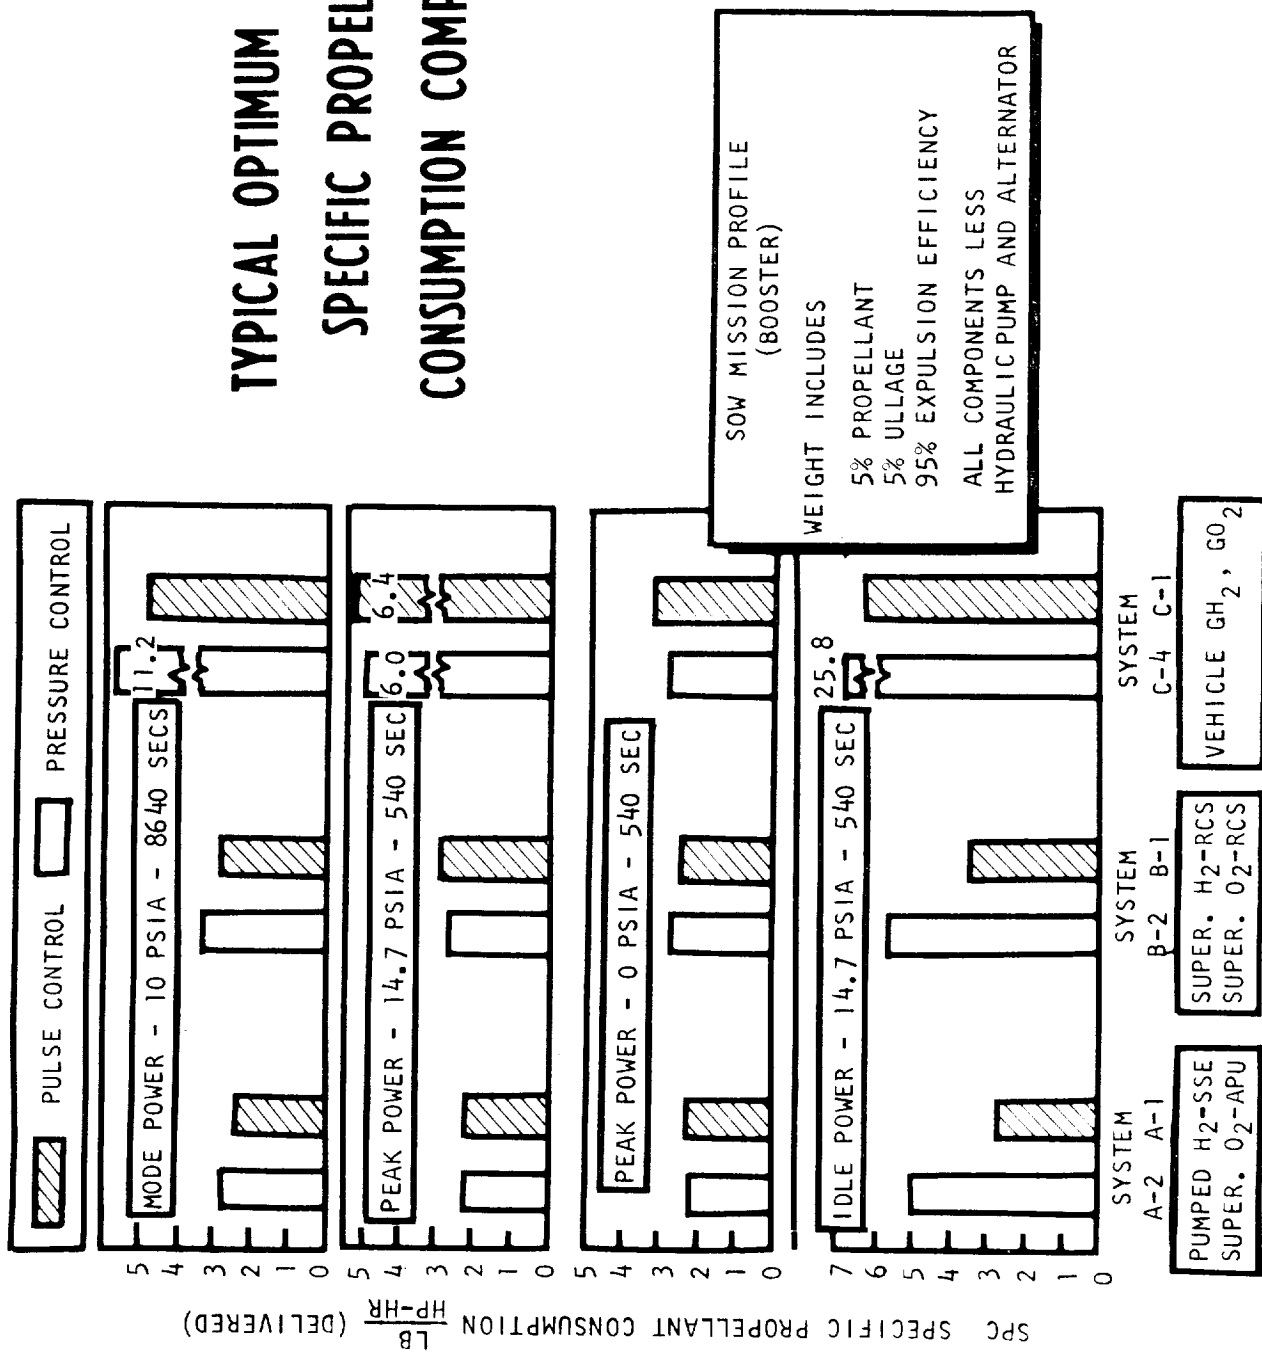 TYPICAL OPTIMUM
SPECIFIC PROPEL
CONSUMPTION COMP
PULSE CONTROL
PRESSURE CONTROL
MODE POWER - 10 PSIA - 8640 SECS
11.2
5
4
3
2
1
0
PEAK POWER - 14.7 PSIA - 540 SEC
6.0
6.4
5
4
3
2
1
0
PEAK POWER - 0 PSIA - 540 SEC
5
4
3
2
1
0
IDLE POWER - 14.7 PSIA - 540 SEC
25.8
7
6
5
4
3
2
1
0
SPC SPECIFIC PROPELLANT CONSUMPTION LB/HP-HR (DELIVERED)
SYSTEM
A-2 A-1
PUMPED H2-SSE
SUPER. O2-APU
SYSTEM
B-2 B-1
SUPER. H2-RCS
SUPER. O2-RCS
SYSTEM
C-4 C-1
VEHICLE GH2, GO2
SOW MISSION PROFILE
(BOOSTER)
WEIGHT INCLUDES
5% PROPELLANT
5% ULLAGE
95% EXPULSION EFFICIENCY
ALL COMPONENTS LESS
HYDRAULIC PUMP AND ALTERNATOR